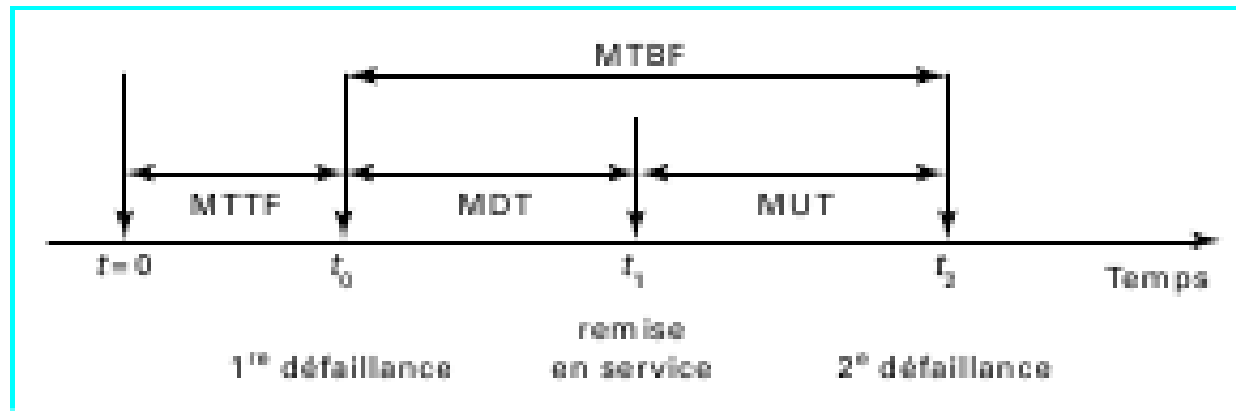 MTBF
MTTF MDT MUT
t=0 t₀ t₁ t₂ Temps
remise
1ʳᵉ défaillance en service 2ᵉ défaillance